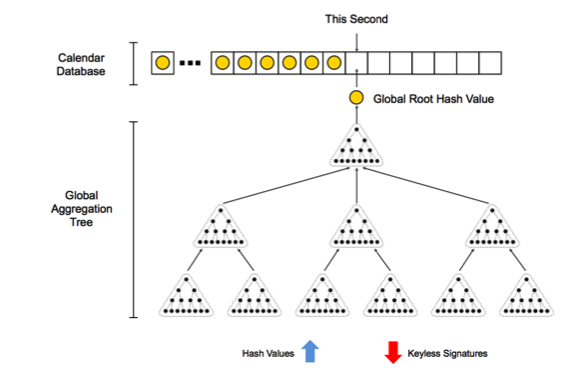 This Second
Calendar
Database
Global Root Hash Value
Global
Aggregation
Tree
Hash Values
Keyless Signatures